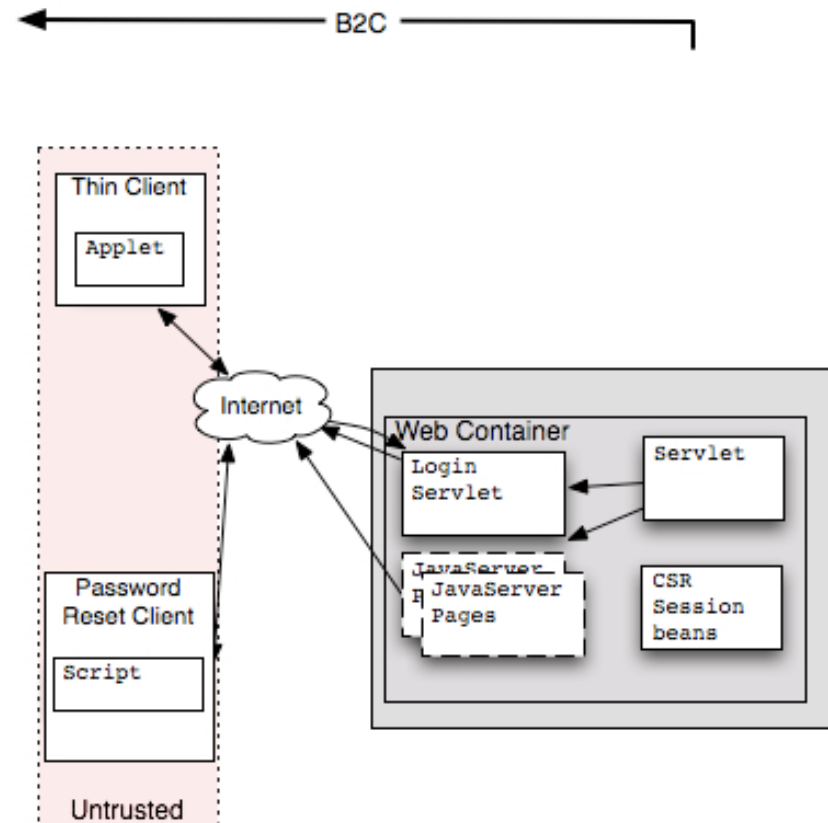 B2C
Thin Client
Applet
Internet
Web Container
Login
Servlet
Servlet
JavaServer
P
JavaServer
Pages
CSR
Session
beans
Password
Reset Client
Script
Untrusted